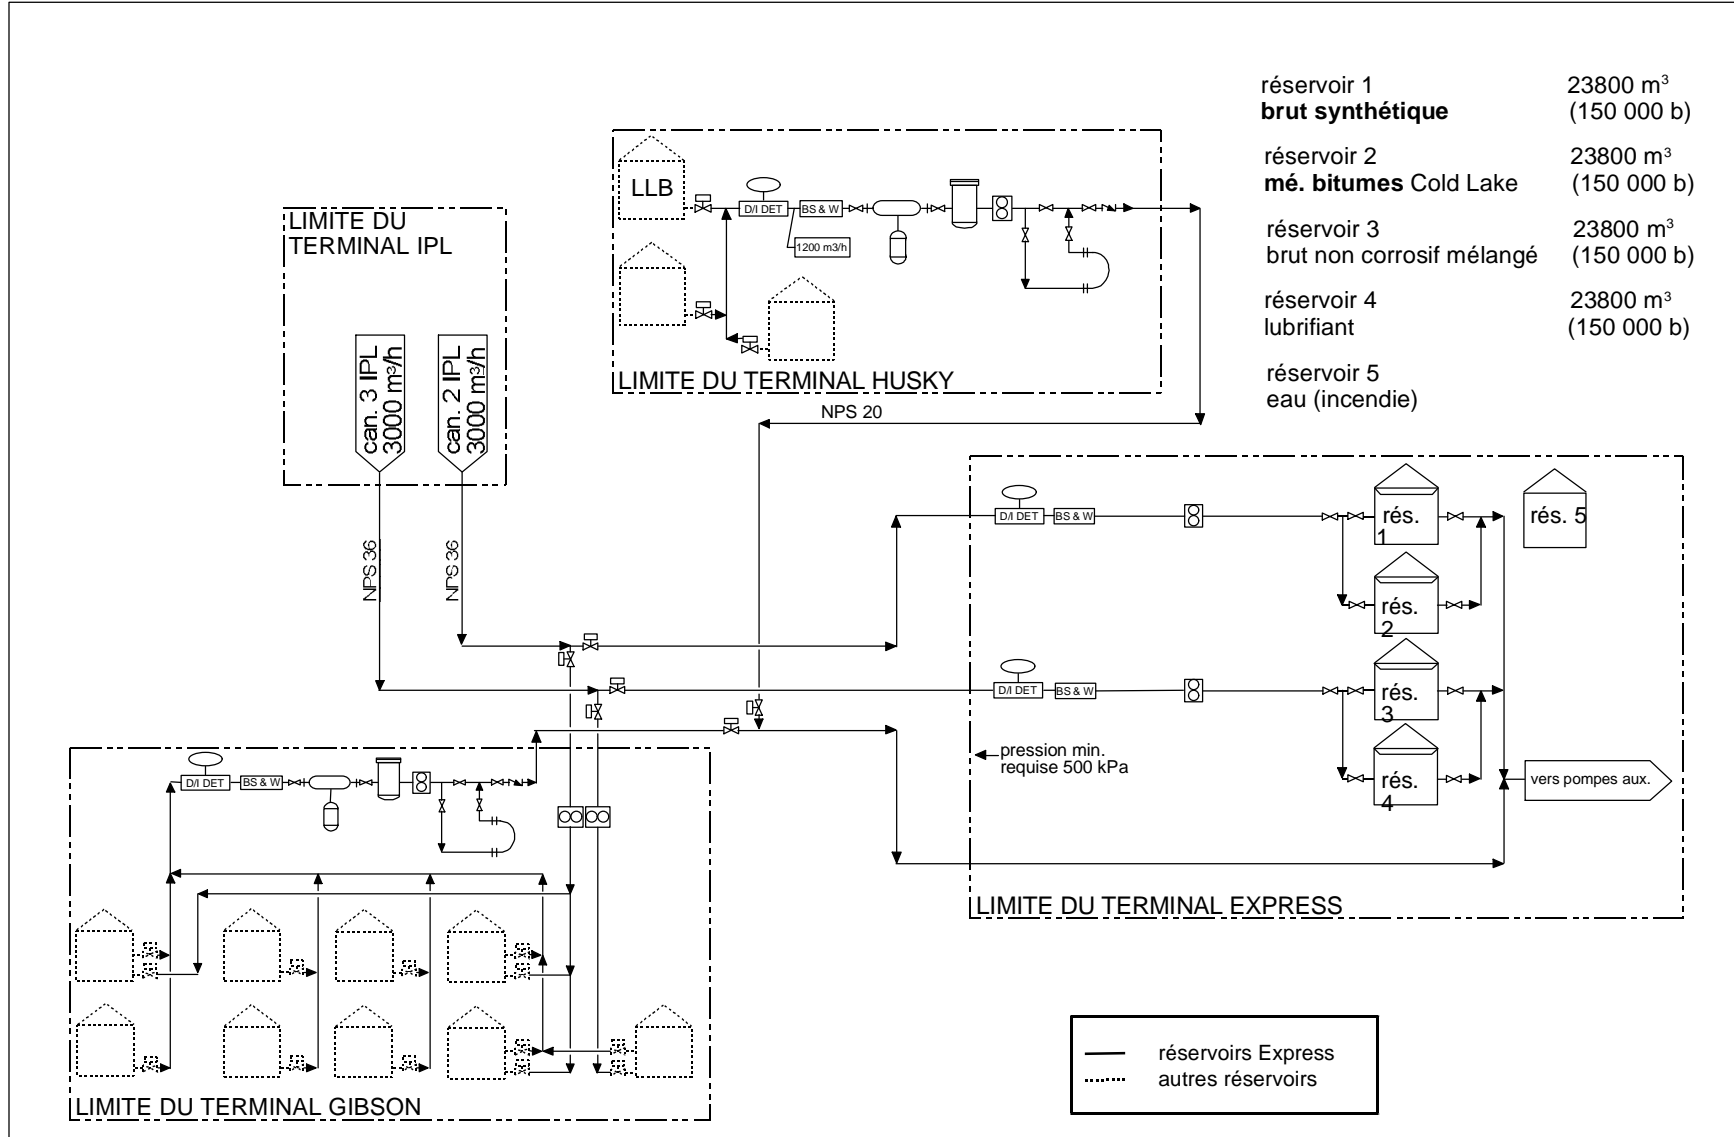 réservoir 1 23800 m³
brut synthétique (150 000 b)
réservoir 2 23800 m³
mé. bitumes Cold Lake (150 000 b)
réservoir 3 23800 m³
brut non corrosif mélangé (150 000 b)
réservoir 4 23800 m³
lubrifiant (150 000 b)
réservoir 5
eau (incendie)
LLB
D/I DET
BS & W
1200 m3/h
LIMITE DU TERMINAL HUSKY
LIMITE DU
TERMINAL IPL
can. 3 IPL
3000 m³/h
can. 2 IPL
3000 m³/h
NPS 20
NPS 36
NPS 36
D/I DET
BS & W
rés.
1
rés. 5
rés.
2
D/I DET
BS & W
rés.
3
rés.
4
pression min.
requise 500 kPa
vers pompes aux.
LIMITE DU TERMINAL EXPRESS
D/I DET
BS & W
LIMITE DU TERMINAL GIBSON
réservoirs Express
autres réservoirs